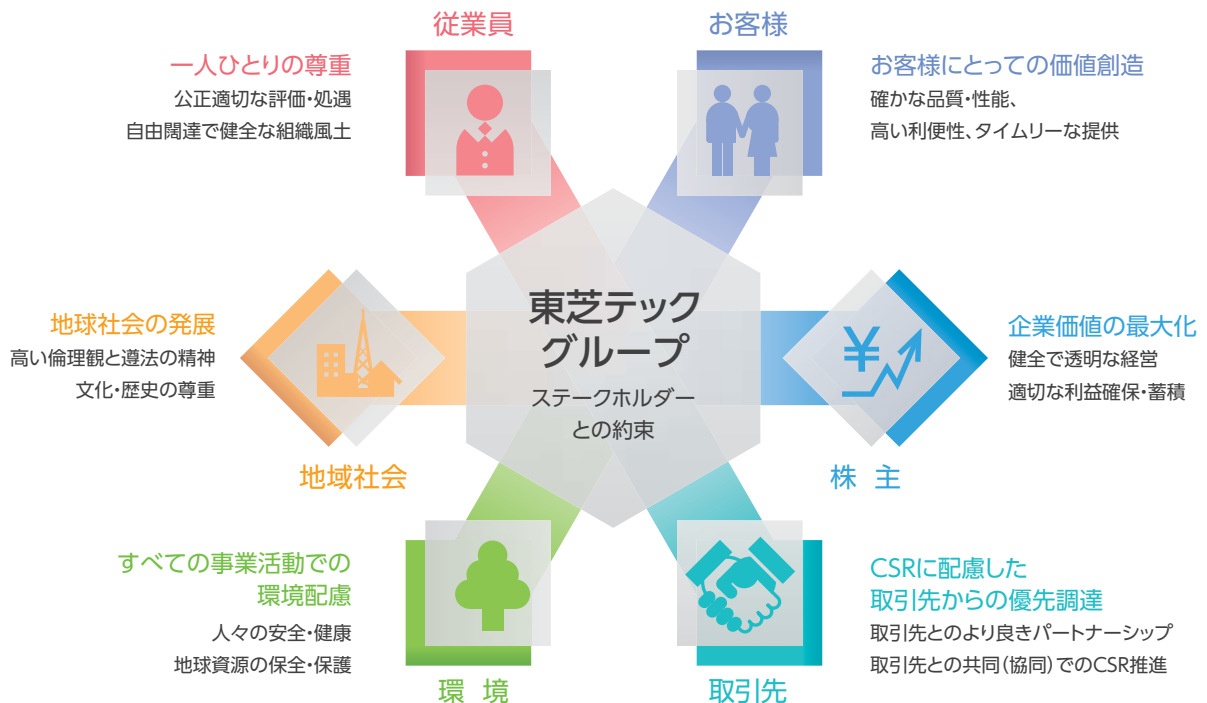 従業員
一人ひとりの尊重
公正適切な評価・処遇
自由闊達で健全な組織風土
お客様
お客様にとっての価値創造
確かな品質・性能、
高い利便性、タイムリーな提供
東芝テック
グループ
ステークホルダー
との約束
地球社会の発展
高い倫理観と遵法の精神
文化・歴史の尊重
地域社会
¥
企業価値の最大化
健全で透明な経営
適切な利益確保・蓄積
株 主
すべての事業活動での
環境配慮
人々の安全・健康
地球資源の保全・保護
環 境
CSRに配慮した
取引先からの優先調達
取引先とのより良きパートナーシップ
取引先との共同(協同)でのCSR推進
取引先